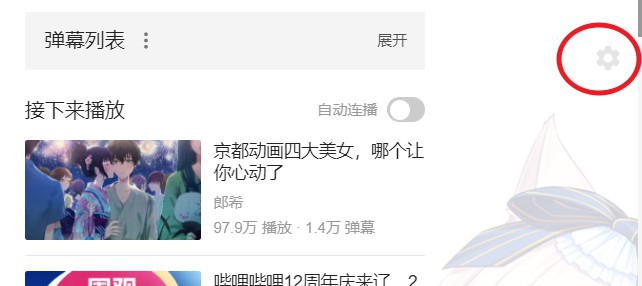 弹幕列表
展开
接下来播放
自动连播
京都动画四大美女，哪个让
你心动了
郎希
97.9万 播放 · 1.4万 弹幕
哔哩哔哩12周年庆来辽，2